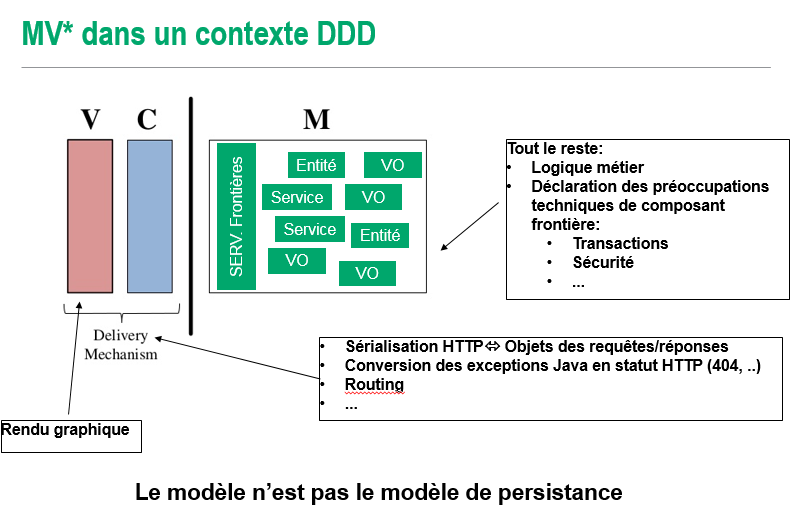 MV* dans un contexte DDD
V
C
M
SERV. Frontières
Entité
VO
Service
VO
Service
Entité
VO
VO
Tout le reste:
• Logique métier
• Déclaration des préoccupations
techniques de composant
frontière:
• Transactions
• Sécurité
• ...
Delivery
Mechanism
• Sérialisation HTTP⇔ Objets des requêtes/réponses
• Conversion des exceptions Java en statut HTTP (404, ..)
• Routing
• ...
Rendu graphique
Le modèle n’est pas le modèle de persistance